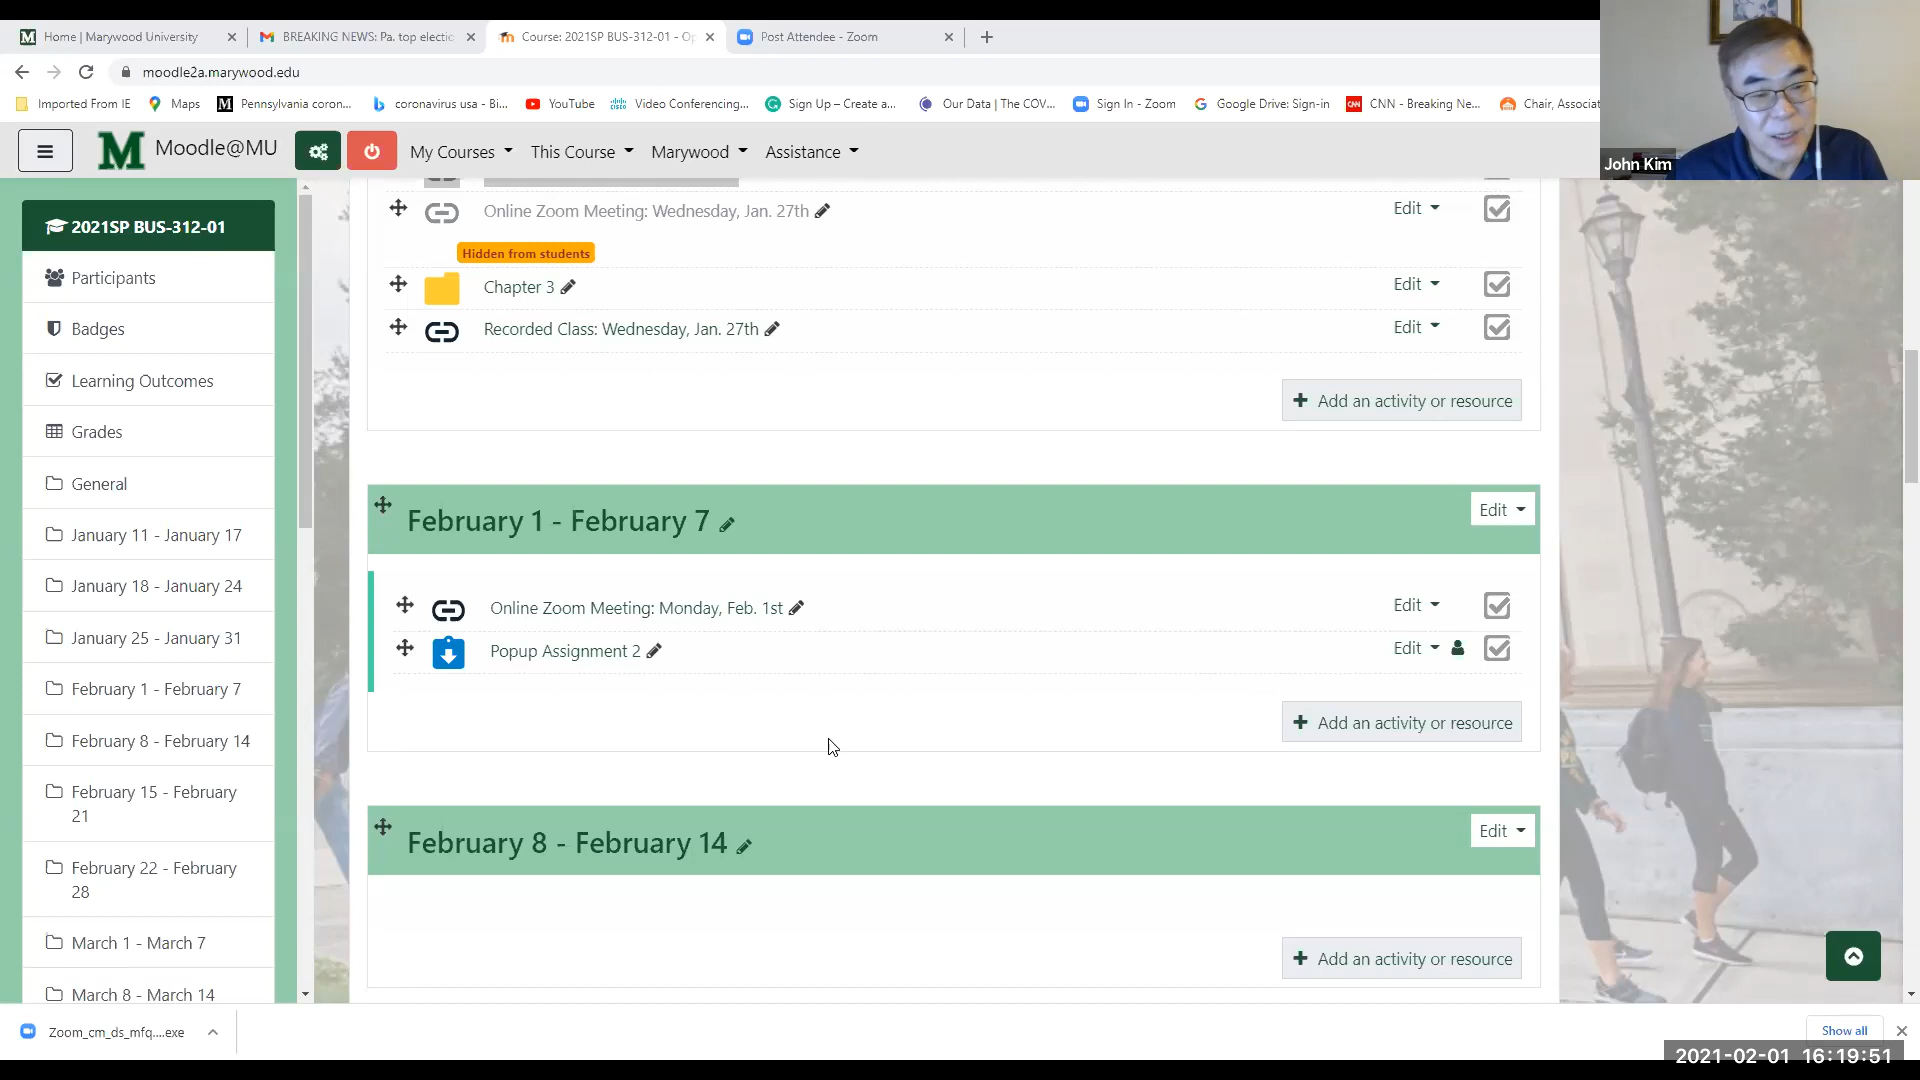 Home | Marywood University
BREAKING NEWS: Pa. top electio
Course: 2021SP BUS-312-01 - Op
Post Attendee - Zoom
moodle2a.marywood.edu
Imported From IE
Maps
Pennsylvania coron...
coronavirus usa - Bi...
YouTube
Video Conferencing...
Sign Up – Create a...
Our Data | The COV...
Sign In - Zoom
Google Drive: Sign-in
CNN - Breaking Ne...
Chair, Associat
John Kim
M
Moodle@MU
My Courses
This Course
Marywood
Assistance
2021SP BUS-312-01
Participants
Badges
Learning Outcomes
Grades
General
January 11 - January 17
January 18 - January 24
January 25 - January 31
February 1 - February 7
February 8 - February 14
February 15 - February
21
February 22 - February
28
March 1 - March 7
March 8 - March 14
Online Zoom Meeting: Wednesday, Jan. 27th
Edit
Hidden from students
Chapter 3
Edit
Recorded Class: Wednesday, Jan. 27th
Edit
Add an activity or resource
February 1 - February 7
Edit
Online Zoom Meeting: Monday, Feb. 1st
Edit
Popup Assignment 2
Edit
Add an activity or resource
February 8 - February 14
Edit
Add an activity or resource
Zoom_cm_ds_mfq....exe
Show all
2021-02-01 16:19:51